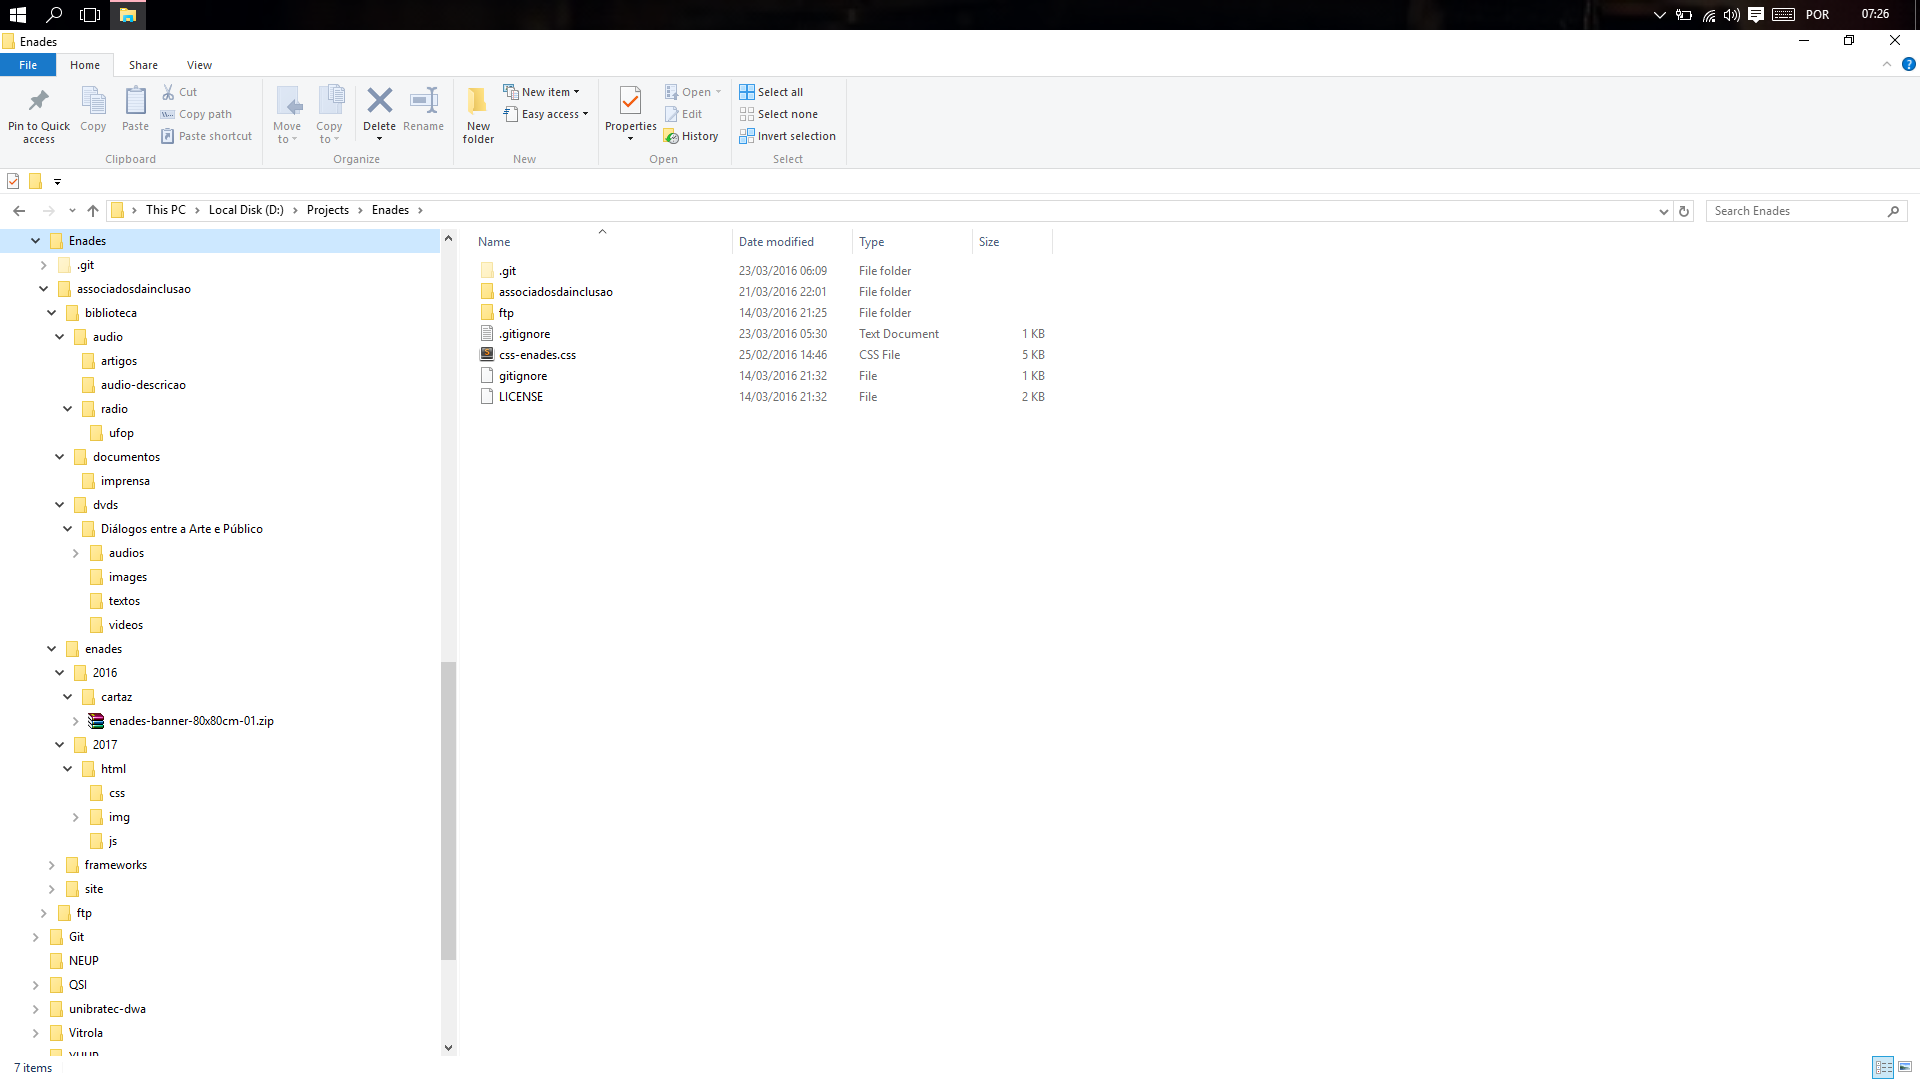 POR 07:26
Enades
File Home Share View
Pin to Quick access
Copy
Paste
Cut
Copy path
Paste shortcut
Clipboard
Move to
Copy to
Delete
Rename
Organize
New folder
New item
Easy access
New
Properties
Open
Edit
History
Open
Select all
Select none
Invert selection
Select
This PC Local Disk (D:) Projects Enades
Search Enades
Enades
.git
associadosdainclusao
biblioteca
audio
artigos
audio-descricao
radio
ufop
documentos
imprensa
dvds
Diálogos entre a Arte e Público
audios
images
textos
videos
enades
2016
cartaz
enades-banner-80x80cm-01.zip
2017
html
css
img
js
frameworks
site
ftp
Git
NEUP
QSI
unibratec-dwa
Vitrola
Name Date modified Type Size
.git 23/03/2016 06:09 File folder
associadosdainclusao 21/03/2016 22:01 File folder
ftp 14/03/2016 21:25 File folder
.gitignore 23/03/2016 05:30 Text Document 1 KB
css-enades.css 25/02/2016 14:46 CSS File 5 KB
gitignore 14/03/2016 21:32 File 1 KB
LICENSE 14/03/2016 21:32 File 2 KB
7 items